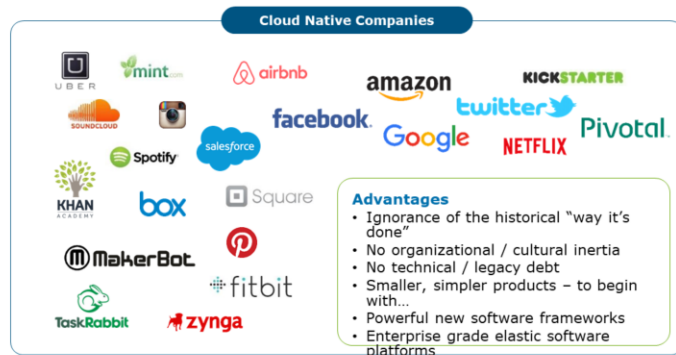 Cloud Native Companies
UBER
mint.com
airbnb
amazon
KICKSTARTER
SOUNDCLOUD
facebook.
twitter
Google
NETFLIX
Pivotal.
Spotify
salesforce
KHAN
ACADEMY
box
Square
MakerBot
fitbit
TaskRabbit
zynga
Advantages
• Ignorance of the historical “way it’s
done”
• No organizational / cultural inertia
• No technical / legacy debt
• Smaller, simpler products – to begin
with…
• Powerful new software frameworks
• Enterprise grade elastic software
platforms